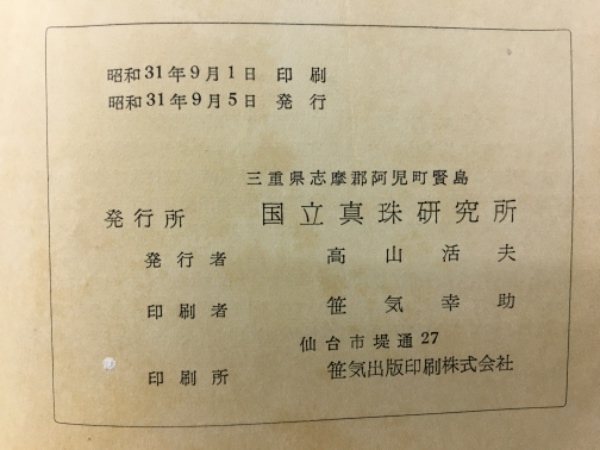 昭和31年9月1日 印刷
昭和31年9月5日 発行
三重県志摩郡阿児町賢島
発行所 国立真珠研究所
発行者 高山活夫
印刷者 笹気幸助
仙台市堤通27
印刷所 笹気出版印刷株式会社